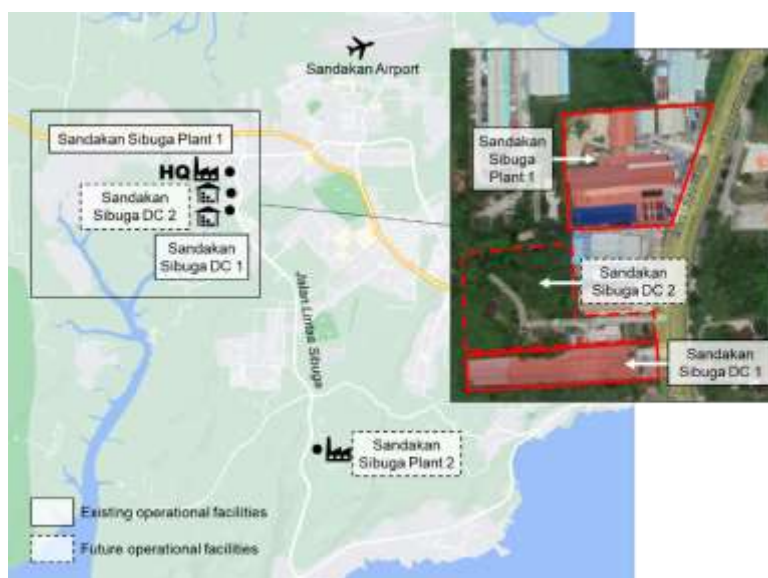 Sandakan Airport
Sandakan Sibuga Plant 1
HQ
Sandakan
Sibuga DC 2
Sandakan
Sibuga DC 1
Jalan Lintas Sibuga
Sandakan
Sibuga Plant 2
Existing operational facilities
Future operational facilities
Sandakan
Sibuga
Plant 1
Sandakan
Sibuga DC 2
Sandakan
Sibuga DC 1